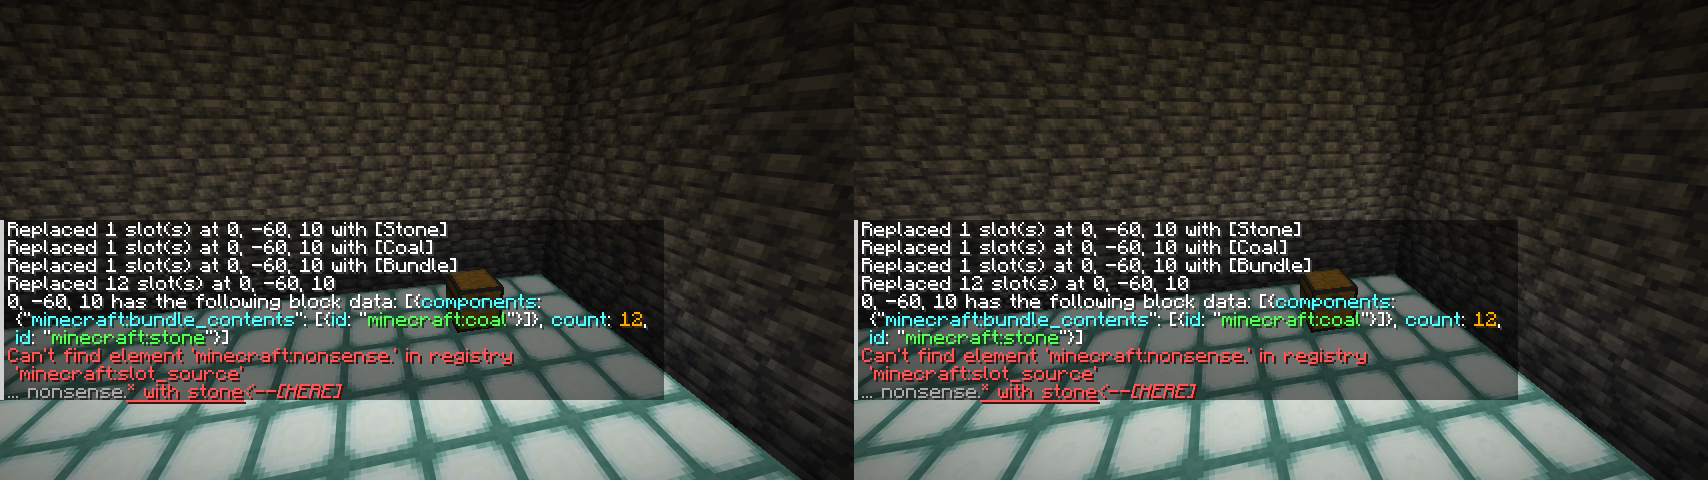 Replaced 1 slot(s) at 0, -60, 10 with [Stone]
Replaced 1 slot(s) at 0, -60, 10 with [Coal]
Replaced 1 slot(s) at 0, -60, 10 with [Bundle]
Replaced 12 slot(s) at 0, -60, 10
0, -60, 10 has the following block data: [{components:
{"minecraft:bundle_contents": [{id: "minecraft:coal"}]}, count: 12,
id: "minecraft:stone"}]
Can't find element 'minecraft:nonsense.' in registry
'minecraft:slot_source'
... nonsense.* with stone<--[HERE]
Replaced 1 slot(s) at 0, -60, 10 with [Stone]
Replaced 1 slot(s) at 0, -60, 10 with [Coal]
Replaced 1 slot(s) at 0, -60, 10 with [Bundle]
Replaced 12 slot(s) at 0, -60, 10
0, -60, 10 has the following block data: [{components:
{"minecraft:bundle_contents": [{id: "minecraft:coal"}]}, count: 12,
id: "minecraft:stone"}]
Can't find element 'minecraft:nonsense.' in registry
'minecraft:slot_source'
... nonsense.* with stone<--[HERE]